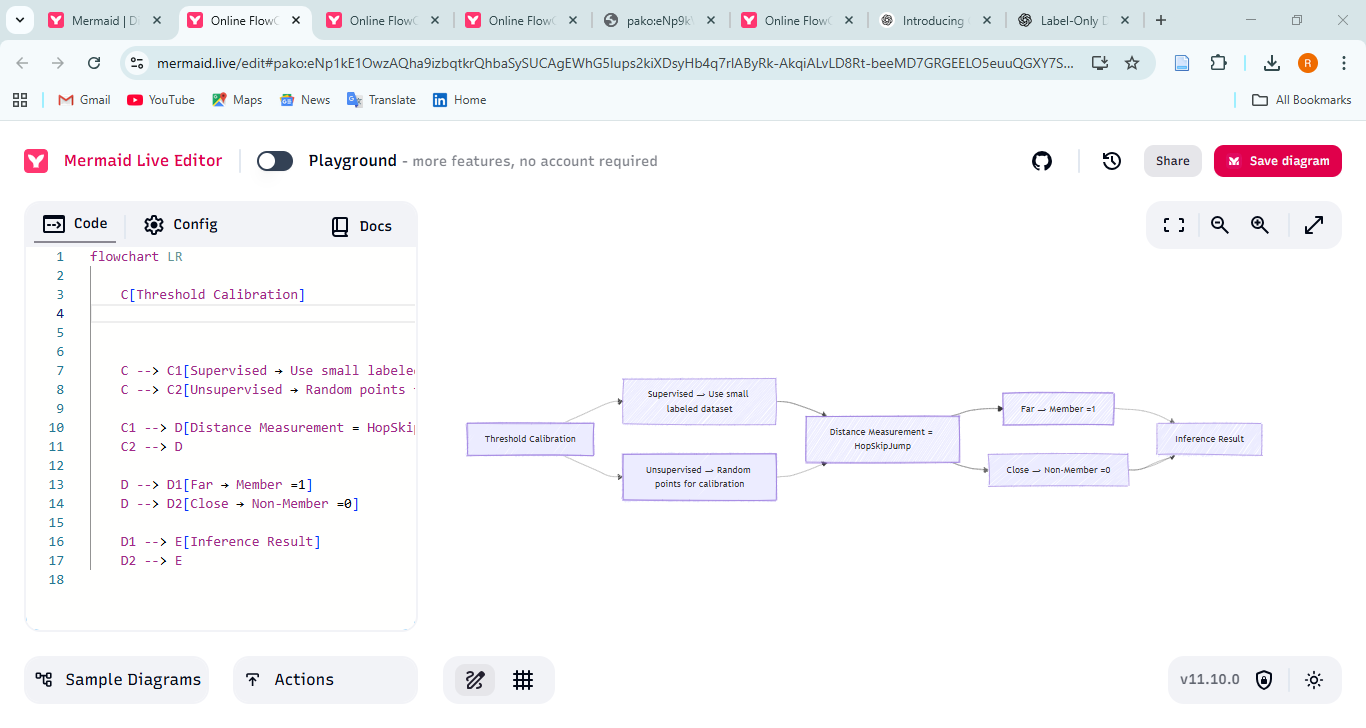 Mermaid | D
Online FlowC
Online FlowC
Online FlowC
pako:eNp9k
Online FlowC
Introducing
Label-Only D
mermaid.live/edit#pako:eNp1kE1OwzAQha9izbqtkrQhbaSySUCAgEWhG5Iups2kiXDsyHb4q7rIAByRk-AkqiALvLD8Rt-beeMD7GRGEELO5euuQGXY7S...
R
Gmail
YouTube
Maps
News
Translate
Home
All Bookmarks
Mermaid Live Editor
Playground - more features, no account required
Share
Save diagram
Code
Config
Docs
1 flowchart LR
2
3 C[Threshold Calibration]
4
5
6
7 C --> C1[Supervised → Use small labeled
8 C --> C2[Unsupervised → Random points
9
10 C1 --> D[Distance Measurement = HopSkip
11 C2 --> D
12
13 D --> D1[Far → Member =1]
14 D --> D2[Close → Non-Member =0]
15
16 D1 --> E[Inference Result]
17 D2 --> E
18
Threshold Calibration
Supervised → Use small
labeled dataset
Unsupervised → Random
points for calibration
Distance Measurement =
HopSkipJump
Far → Member =1
Close → Non-Member =0
Inference Result
Sample Diagrams
Actions
v11.10.0